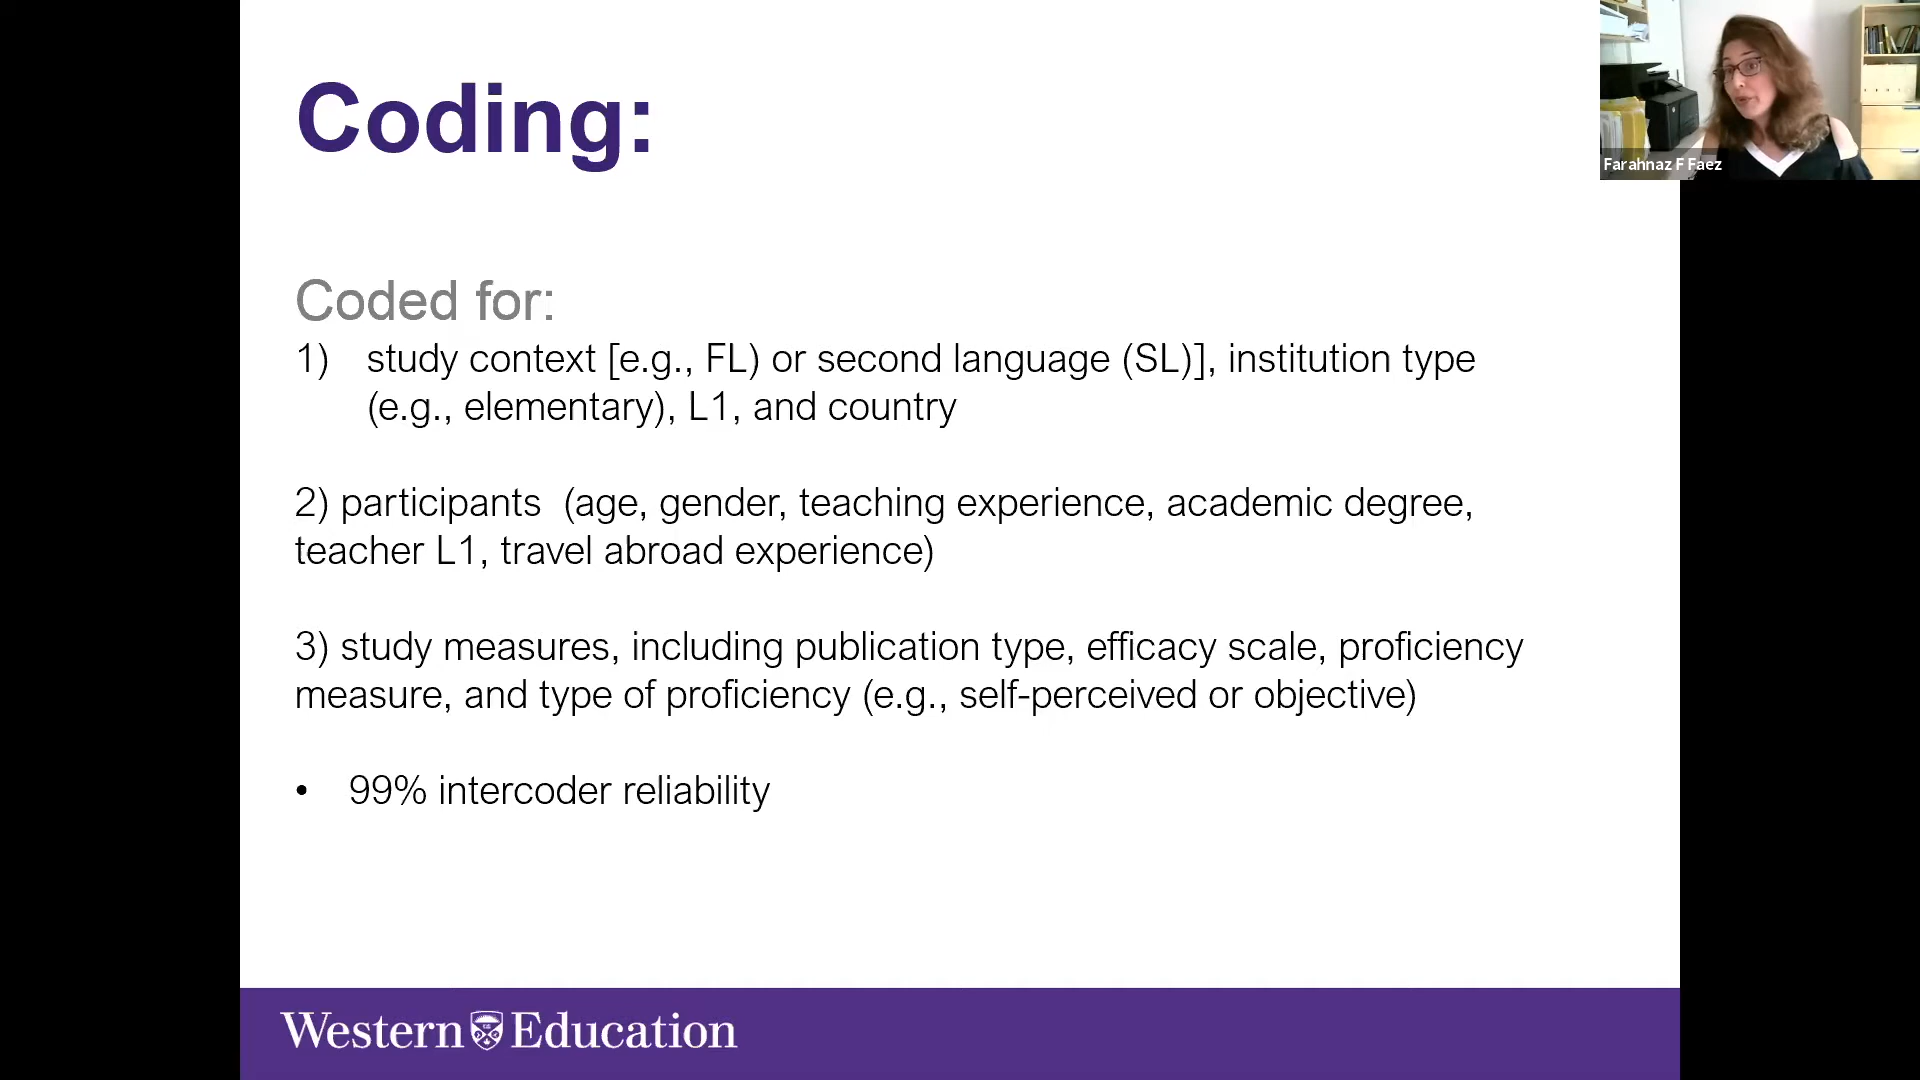 Coding:
Farahnaz F Faez
Coded for:
1) study context [e.g., FL) or second language (SL)], institution type
(e.g., elementary), L1, and country
2) participants (age, gender, teaching experience, academic degree,
teacher L1, travel abroad experience)
3) study measures, including publication type, efficacy scale, proficiency
measure, and type of proficiency (e.g., self-perceived or objective)
• 99% intercoder reliability
Western Education